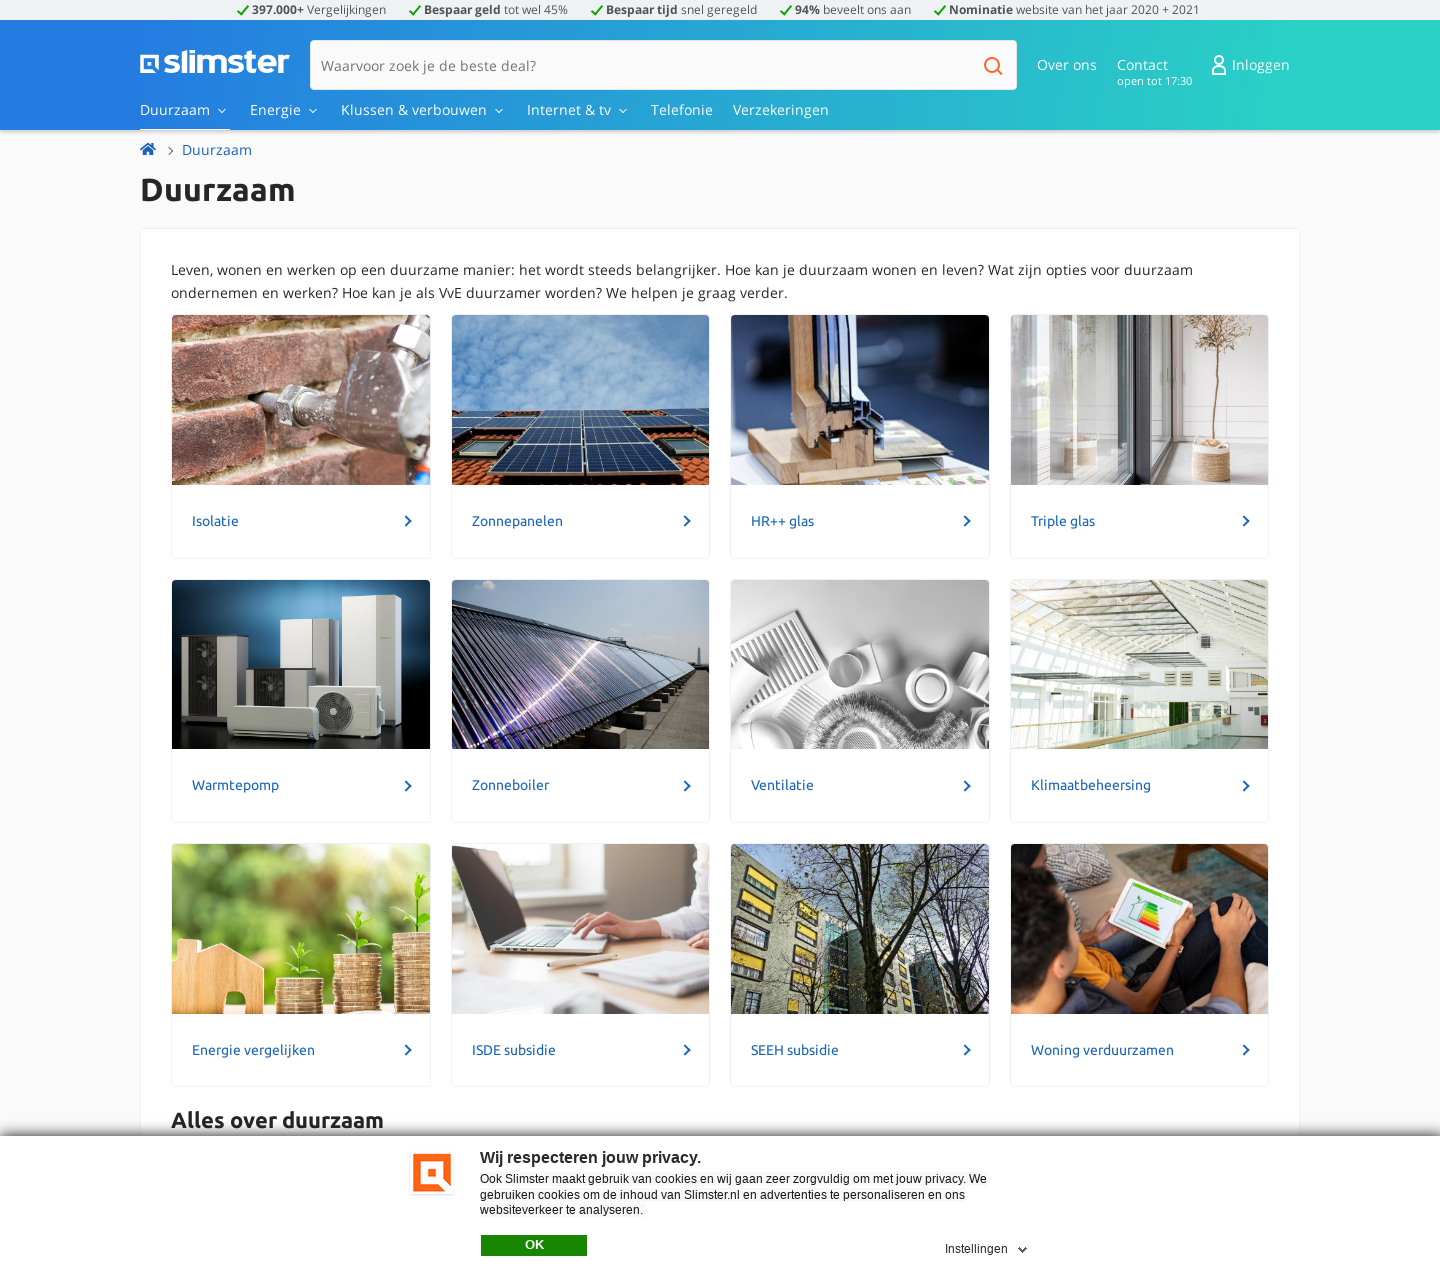 397.000+ Vergelijkingen Bespaar geld tot wel 45% Bespaar tijd snel geregeld 94% beveelt ons aan Nominatie website van het jaar 2020 + 2021
slimster
Waarvoor zoek je de beste deal?
Over ons
Contact
open tot 17:30
Inloggen
Duurzaam Energie Klussen & verbouwen Internet & tv Telefonie Verzekeringen
Duurzaam
Duurzaam
Leven, wonen en werken op een duurzame manier: het wordt steeds belangrijker. Hoe kan je duurzaam wonen en leven? Wat zijn opties voor duurzaam
ondernemen en werken? Hoe kan je als VvE duurzamer worden? We helpen je graag verder.
Isolatie Zonnepanelen HR++ glas Triple glas
Warmtepomp Zonneboiler Ventilatie Klimaatbeheersing
Energie vergelijken ISDE subsidie SEEH subsidie Woning verduurzamen
Alles over duurzaam
Wij respecteren jouw privacy.
Ook Slimster maakt gebruik van cookies en wij gaan zeer zorgvuldig om met jouw privacy. We
gebruiken cookies om de inhoud van Slimster.nl en advertenties te personaliseren en ons
websiteverkeer te analyseren.
OK
Instellingen